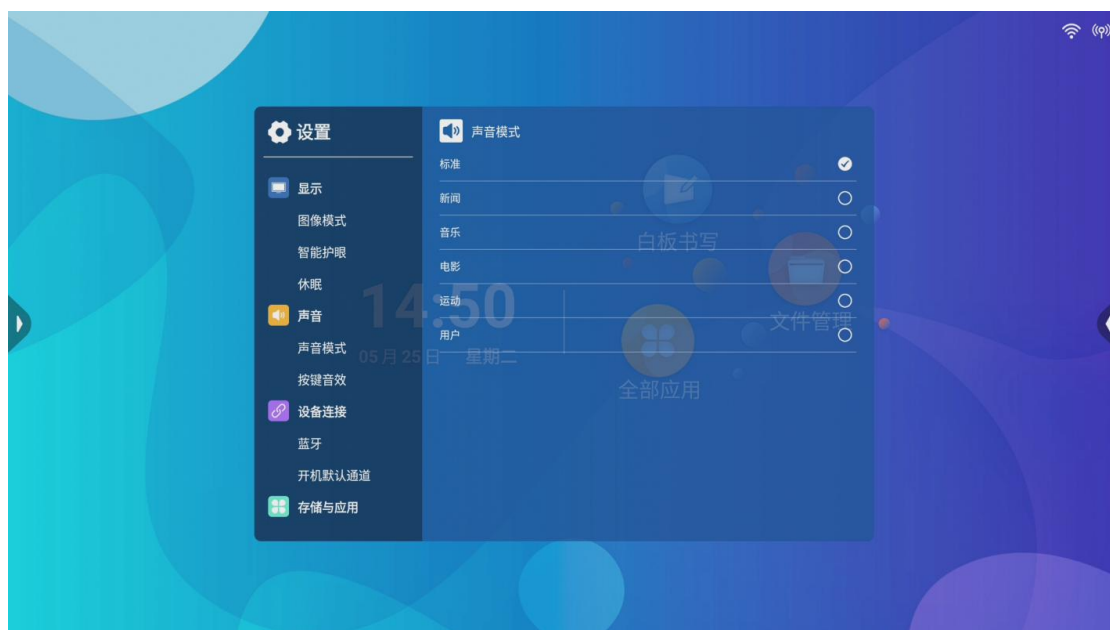 设置
显示
图像模式
智能护眼
休眠
声音
声音模式
按键音效
设备连接
蓝牙
开机默认通道
存储与应用
声音模式
标准
新闻
音乐
电影
运动
用户
14:50
05月25日 星期二
白板书写
文件管理
全部应用